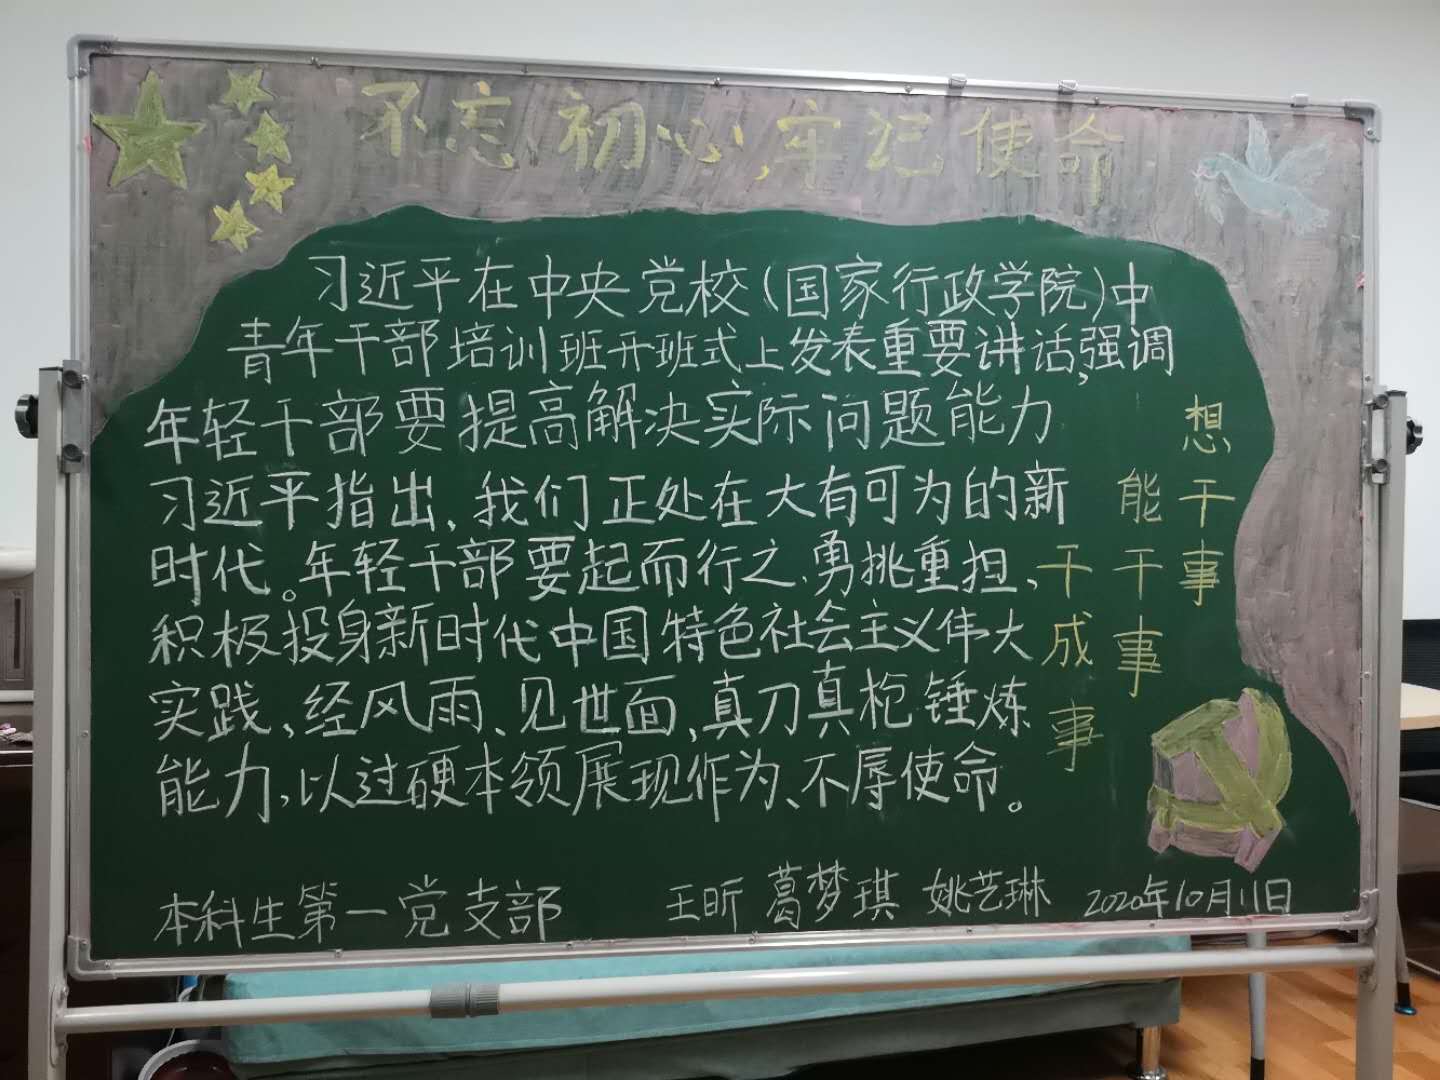 不忘初心,牢记使命
习近平在中央党校(国家行政学院)中
青年干部培训班开班式上发表重要讲话,强调
年轻干部要提高解决实际问题能力
习近平指出,我们正处在大有可为的新
时代。年轻干部要起而行之、勇挑重担、
积极投身新时代中国特色社会主义伟大
实践、经风雨、见世面,真刀真枪锤炼
能力,以过硬本领展现作为、不辱使命。
想干事
能干事
干成事
本科生第一党支部 王昕 葛梦琪 姚艺琳 2020年10月11日